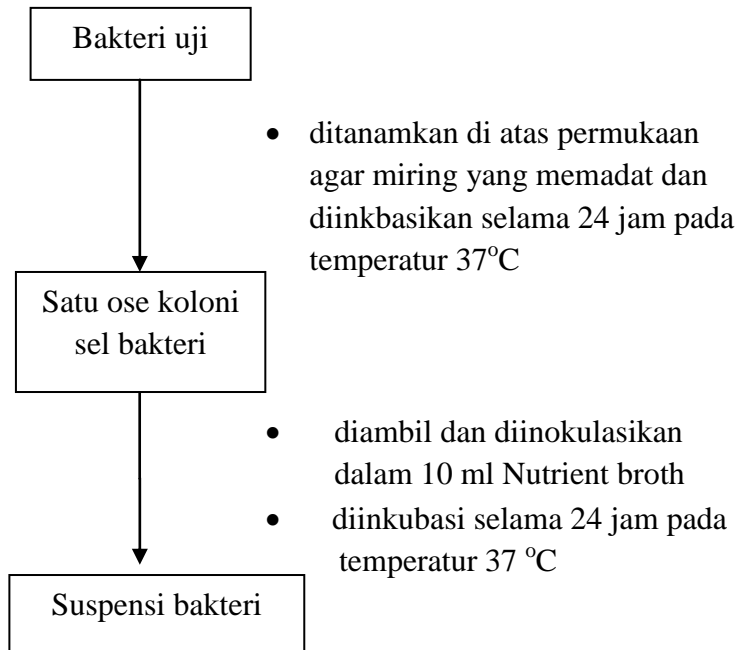 Bakteri uji
• ditanamkan di atas permukaan
agar miring yang memadat dan
diinkbasikan selama 24 jam pada
temperatur 37°C
Satu ose koloni
sel bakteri
• diambil dan diinokulasikan
dalam 10 ml Nutrient broth
• diinkubasi selama 24 jam pada
temperatur 37 °C
Suspensi bakteri